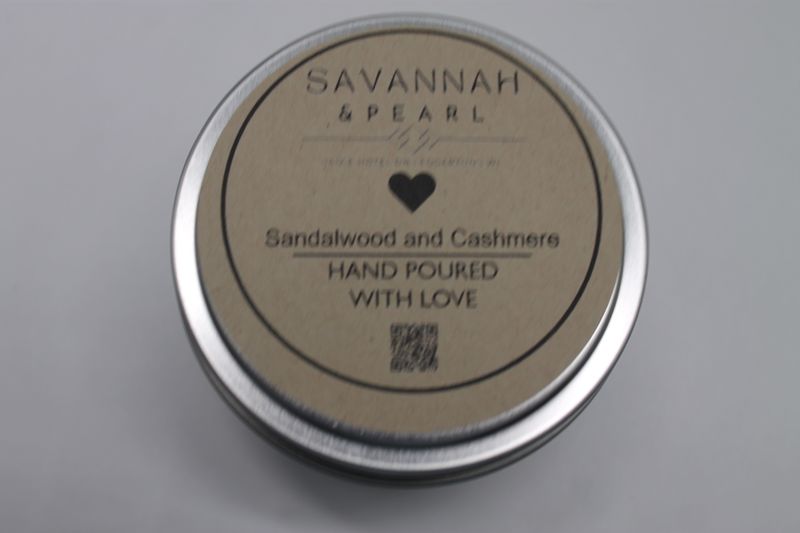 SAVANNAH
& PEARL
Sandalwood and Cashmere
HAND POURED
WITH LOVE